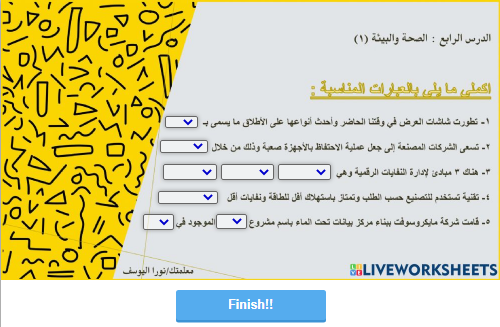 الدرس الرابع : الصحة والبيئة (١)
اكملي ما يلي بالعبارات المناسبة :
١- تطورت شاشات العرض في وقتنا الحاضر وأحدث أنواعها على الأطلاق ما يسمى بـ
٢- تسعى الشركات المصنعة إلى جعل عملية الاحتفاظ بالأجهزة صعبة وذلك من خلال
٣- هناك ٣ مبادئ لإدارة النفايات الرقمية وهي
٤- تقنية تستخدم للتصنيع حسب الطلب وتمتاز باستهلاك أقل للطاقة ونفايات أقل
٥- قامت شركة مايكروسوفت ببناء مركز بيانات تحت الماء باسم مشروع الموجود في
معلمتك/نورا اليوسف
LIVE LIVEWORKSHEETS
Finish!!